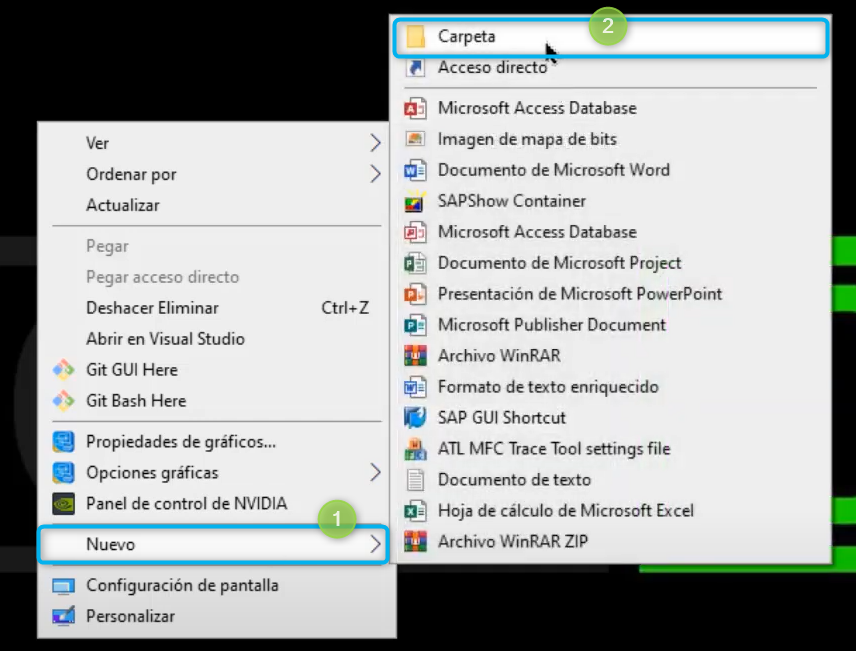 Ver
Ordenar por
Actualizar
Pegar
Pegar acceso directo
Deshacer Eliminar Ctrl+Z
Abrir en Visual Studio
Git GUI Here
Git Bash Here
Propiedades de gráficos...
Opciones gráficas
Panel de control de NVIDIA
1
Nuevo
Configuración de pantalla
Personalizar
2
Carpeta
Acceso directo
Microsoft Access Database
Imagen de mapa de bits
Documento de Microsoft Word
SAPShow Container
Microsoft Access Database
Documento de Microsoft Project
Presentación de Microsoft PowerPoint
Microsoft Publisher Document
Archivo WinRAR
Formato de texto enriquecido
SAP GUI Shortcut
ATL MFC Trace Tool settings file
Documento de texto
Hoja de cálculo de Microsoft Excel
Archivo WinRAR ZIP